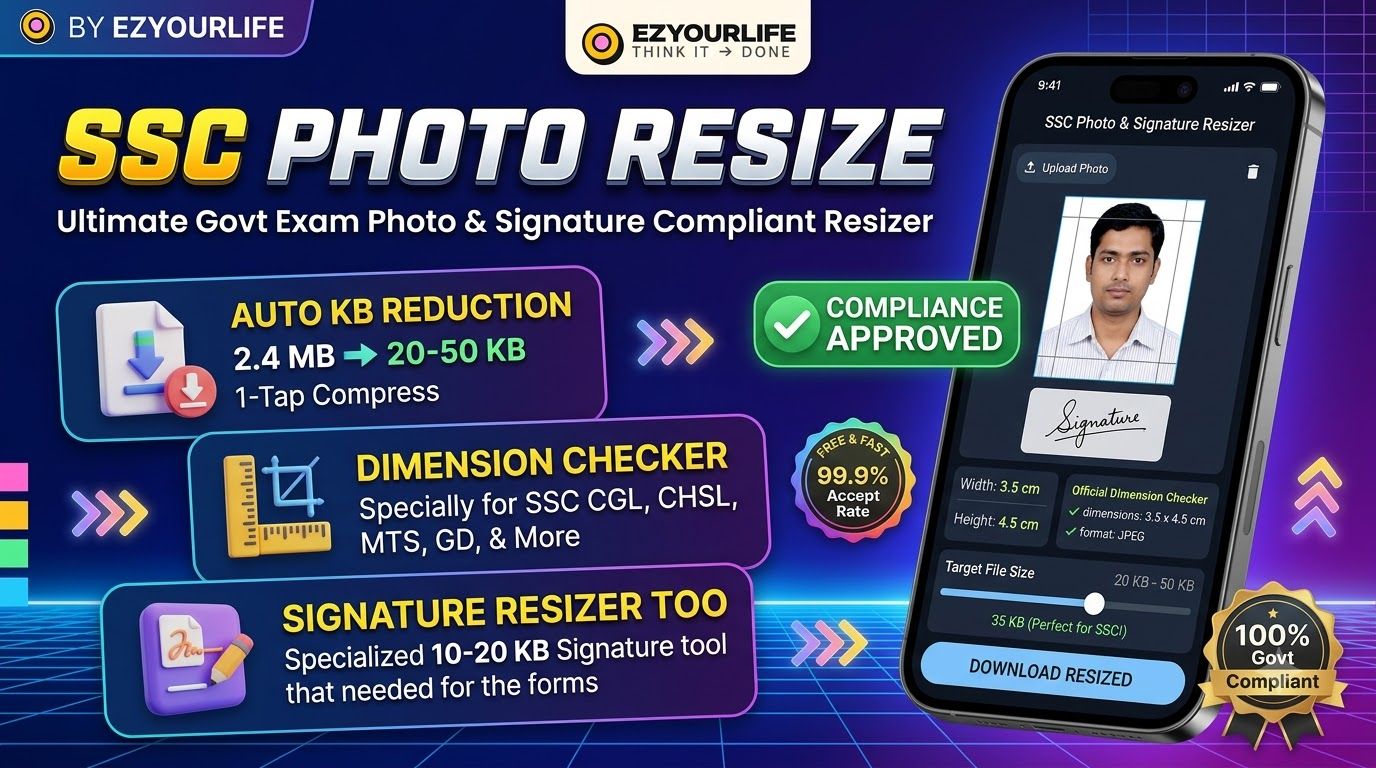 BY EZYOURLIFE
EZYOURLIFE
THINK IT → DONE
SSC PHOTO RESIZE
Ultimate Govt Exam Photo & Signature Compliant Resizer
AUTO KB REDUCTION
2.4 MB → 20-50 KB
1-Tap Compress
COMPLIANCE
APPROVED
DIMENSION CHECKER
Specially for SSC CGL, CHSL,
MTS, GD, & More
FREE & FAST
99.9%
Accept
Rate
SIGNATURE RESIZER TOO
Specialized 10-20 KB Signature tool
that needed for the forms
9:41
SSC Photo & Signature Resizer
Upload Photo
Signature
Width: 3.5 cm
Height: 4.5 cm
Official Dimension Checker
✓ dimensions: 3.5 x 4.5 cm
✓ format: JPEG
Target File Size
20 KB - 50 KB
35 KB (Perfect for SSC!)
DOWNLOAD RESIZED
100%
Govt
Compliant